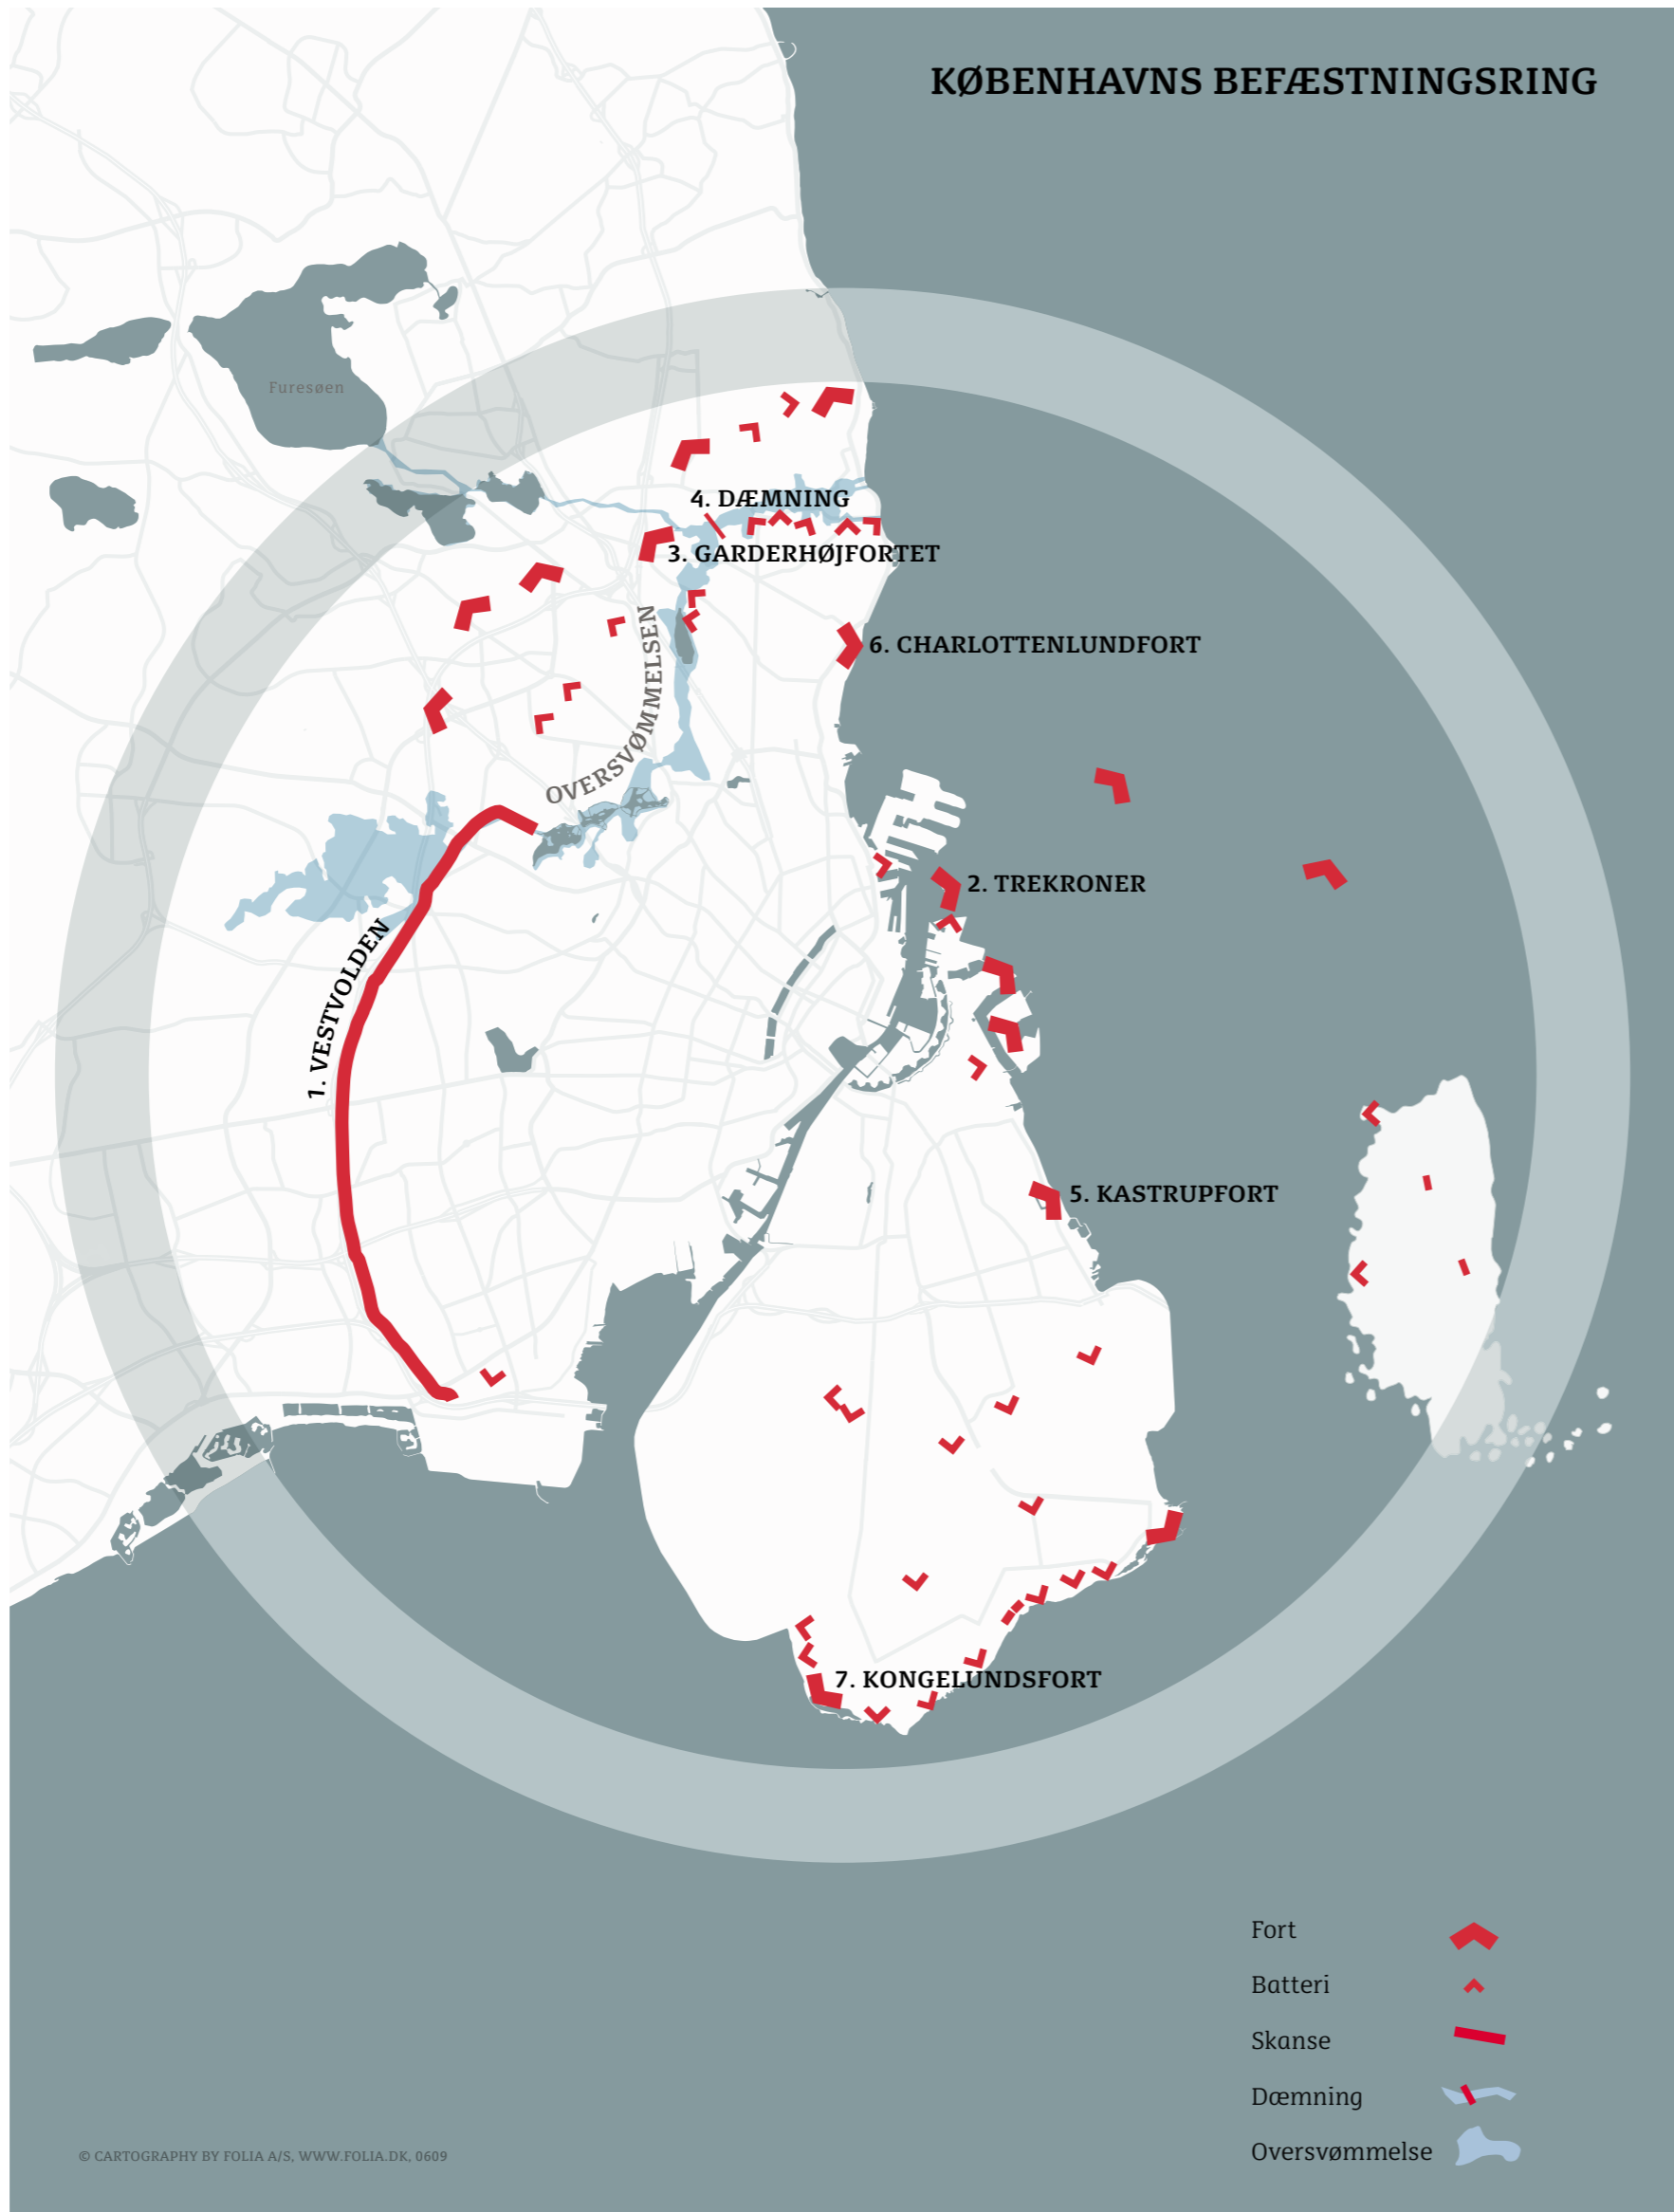 KØBENHAVNS BEFÆSTNINGSRING
Furesøen
4. DÆMNING
3. GARDERHØJFORTET
OVERSVØMMELSEN
6. CHARLOTTENLUNDFORT
2. TREKRONER
1. VESTVOLDEN
5. KASTRUPFORT
7. KONGELUNDSFORT
Fort
Batteri
Skanse
Dæmning
Oversvømmelse
© CARTOGRAPHY BY FOLIA A/S, WWW.FOLIA.DK, 0609